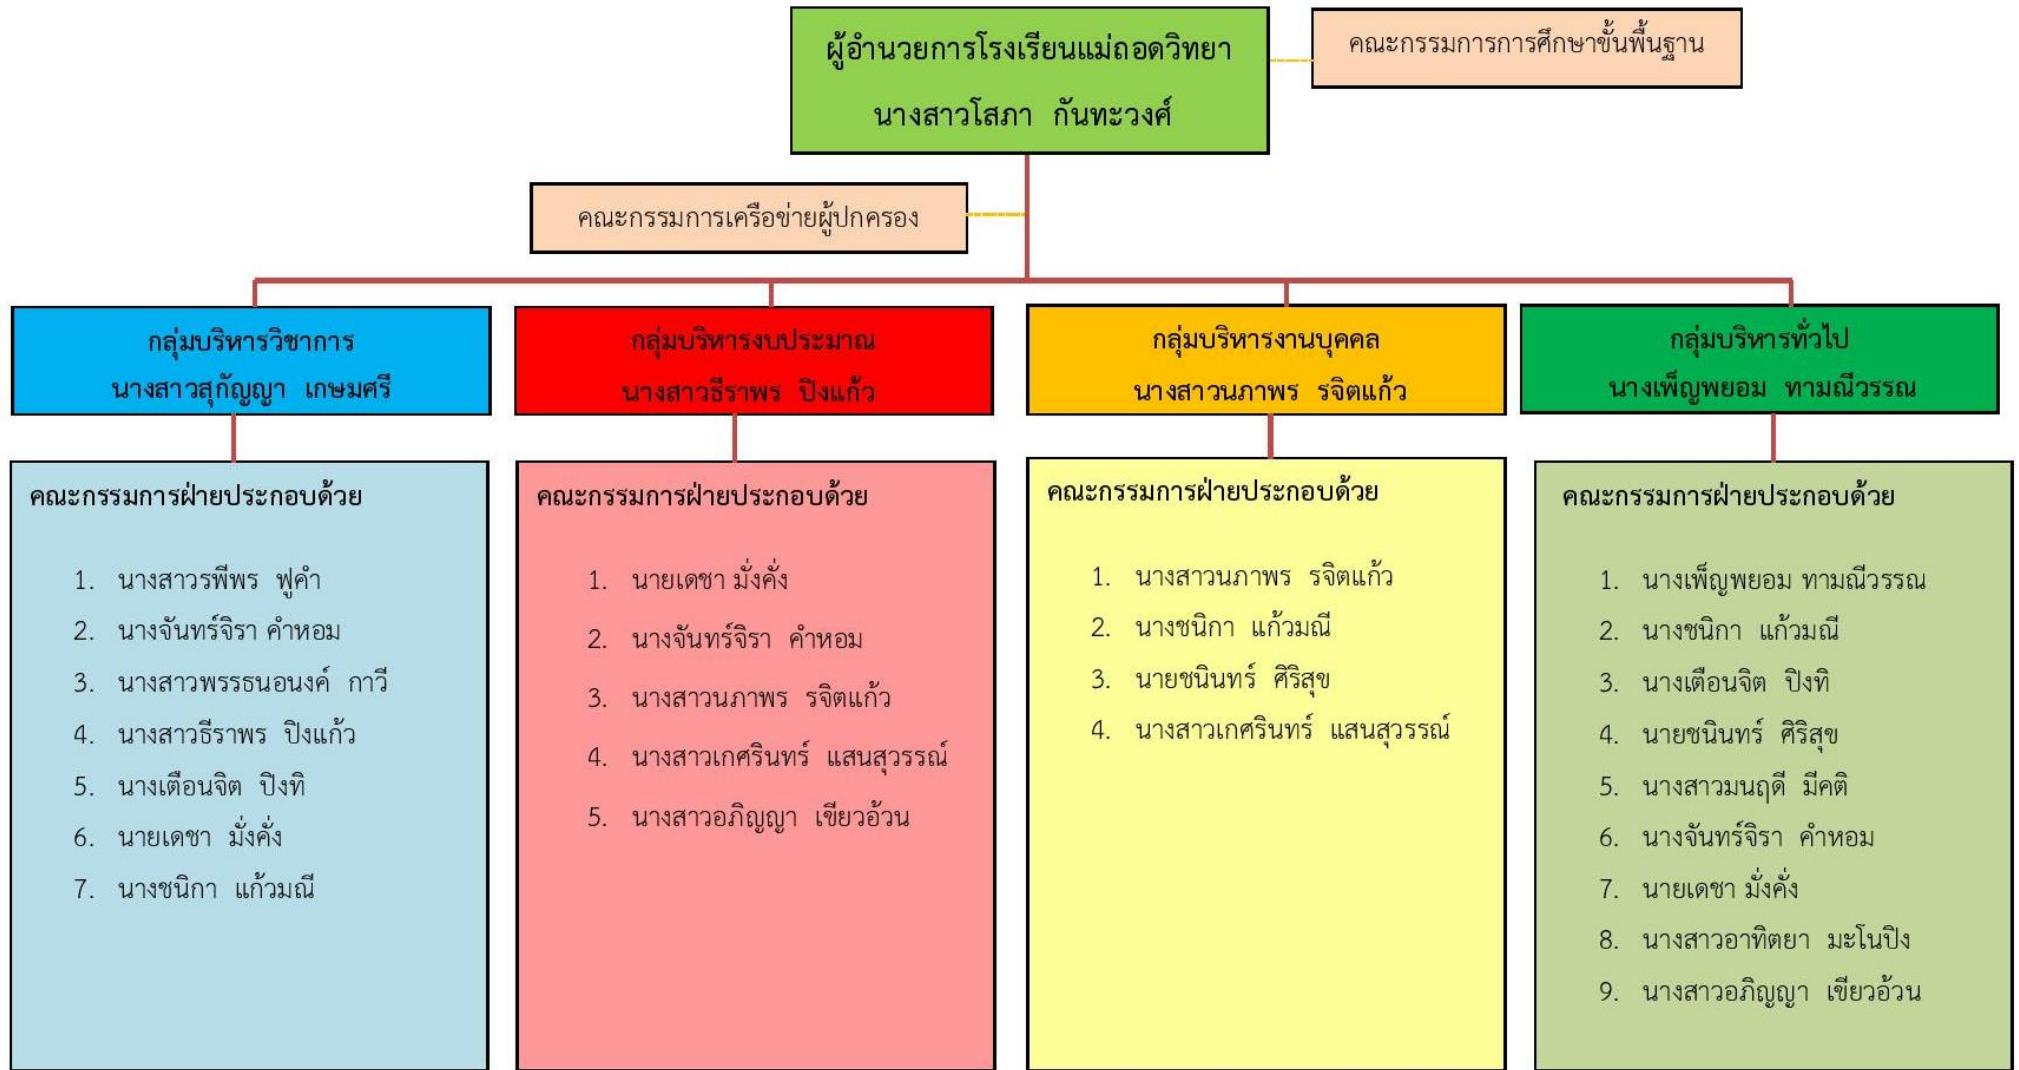 ผู้อำนวยการโรงเรียนแม่ถอดวิทยา
นางสาวโสภา กันทะวงศ์
คณะกรรมการการศึกษาขั้นพื้นฐาน
คณะกรรมการเครือข่ายผู้ปกครอง
กลุ่มบริหารวิชาการ
นางสาวสุกัญญา เกษมศรี
กลุ่มบริหารงบประมาณ
นางสาวธีราพร ปิงแก้ว
กลุ่มบริหารงานบุคคล
นางสาวนภาพร รจิตแก้ว
กลุ่มบริหารทั่วไป
นางเพ็ญพยอม ทามณีวรรณ
คณะกรรมการฝ่ายประกอบด้วย
1. นางสาวรพีพร ฟูคำ
2. นางจันทร์จิรา คำหอม
3. นางสาวพรรธนอนงค์ กาวี
4. นางสาวธีราพร ปิงแก้ว
5. นางเตือนจิต ปิงทิ
6. นายเดชา มั่งคั่ง
7. นางชนิกา แก้วมณี
คณะกรรมการฝ่ายประกอบด้วย
1. นายเดชา มั่งคั่ง
2. นางจันทร์จิรา คำหอม
3. นางสาวนภาพร รจิตแก้ว
4. นางสาวเกศรินทร์ แสนสุวรรณ์
5. นางสาวอภิญญา เขียวอ้วน
คณะกรรมการฝ่ายประกอบด้วย
1. นางสาวนภาพร รจิตแก้ว
2. นางชนิกา แก้วมณี
3. นายชนินทร์ ศิริสุข
4. นางสาวเกศรินทร์ แสนสุวรรณ์
คณะกรรมการฝ่ายประกอบด้วย
1. นางเพ็ญพยอม ทามณีวรรณ
2. นางชนิกา แก้วมณี
3. นางเตือนจิต ปิงทิ
4. นายชนินทร์ ศิริสุข
5. นางสาวมนฤดี มีคติ
6. นางจันทร์จิรา คำหอม
7. นายเดชา มั่งคั่ง
8. นางสาวอาทิตยา มะโนปิง
9. นางสาวอภิญญา เขียวอ้วน